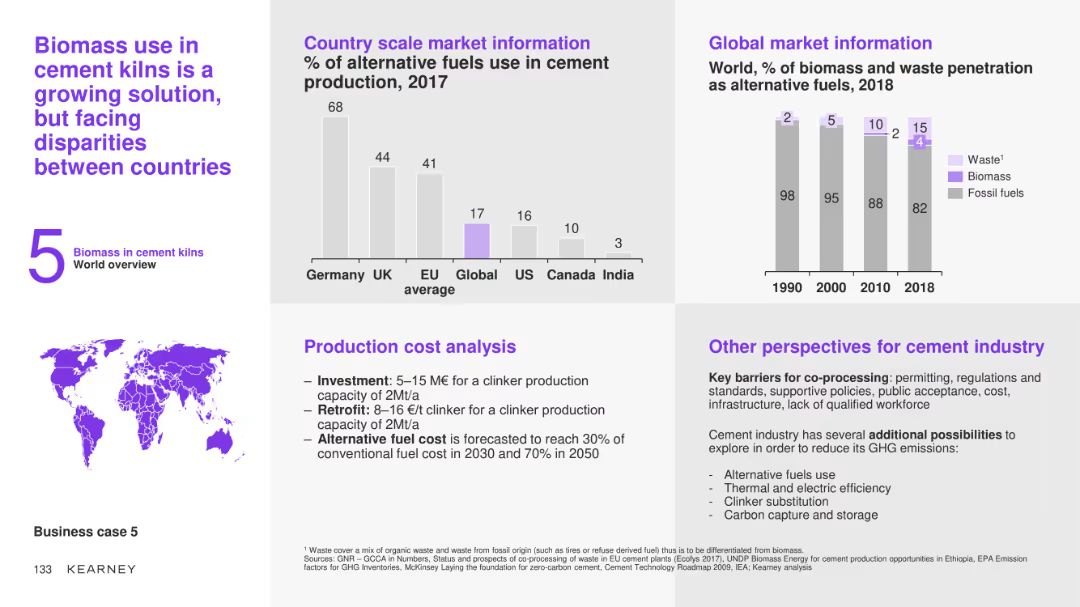 Biomass use in
cement kilns is a
growing solution,
but facing
disparities
between countries
5
Biomass in cement kilns
World overview
Business case 5
133 KEARNEY
Country scale market information
% of alternative fuels use in cement
production, 2017
68
44
41
17
16
10
3
Germany UK EU Global US Canada India
average
Global market information
World, % of biomass and waste penetration
as alternative fuels, 2018
2 5 10 2 15
4
98 95 88 82
1990 2000 2010 2018
Waste¹
Biomass
Fossil fuels
Production cost analysis
– Investment: 5–15 M€ for a clinker production
capacity of 2Mt/a
– Retrofit: 8–16 €/t clinker for a clinker production
capacity of 2Mt/a
– Alternative fuel cost is forecasted to reach 30% of
conventional fuel cost in 2030 and 70% in 2050
Other perspectives for cement industry
Key barriers for co-processing: permitting, regulations and
standards, supportive policies, public acceptance, cost,
infrastructure, lack of qualified workforce
Cement industry has several additional possibilities to
explore in order to reduce its GHG emissions:
- Alternative fuels use
- Thermal and electric efficiency
- Clinker substitution
- Carbon capture and storage
¹ Waste cover a mix of organic waste and waste from fossil origin (such as tires or refuse derived fuel) thus is to be differentiated from biomass.
Sources: GNR – GCCA in Numbers, Status and prospects of co-processing of waste in EU cement plants (Ecofys 2017), UNDP Biomass Energy for cement production opportunities in Ethiopia, EPA Emission
factors for GHG Inventories, McKinsey Laying the foundation for zero-carbon cement, Cement Technology Roadmap 2009, IEA; Kearney analysis